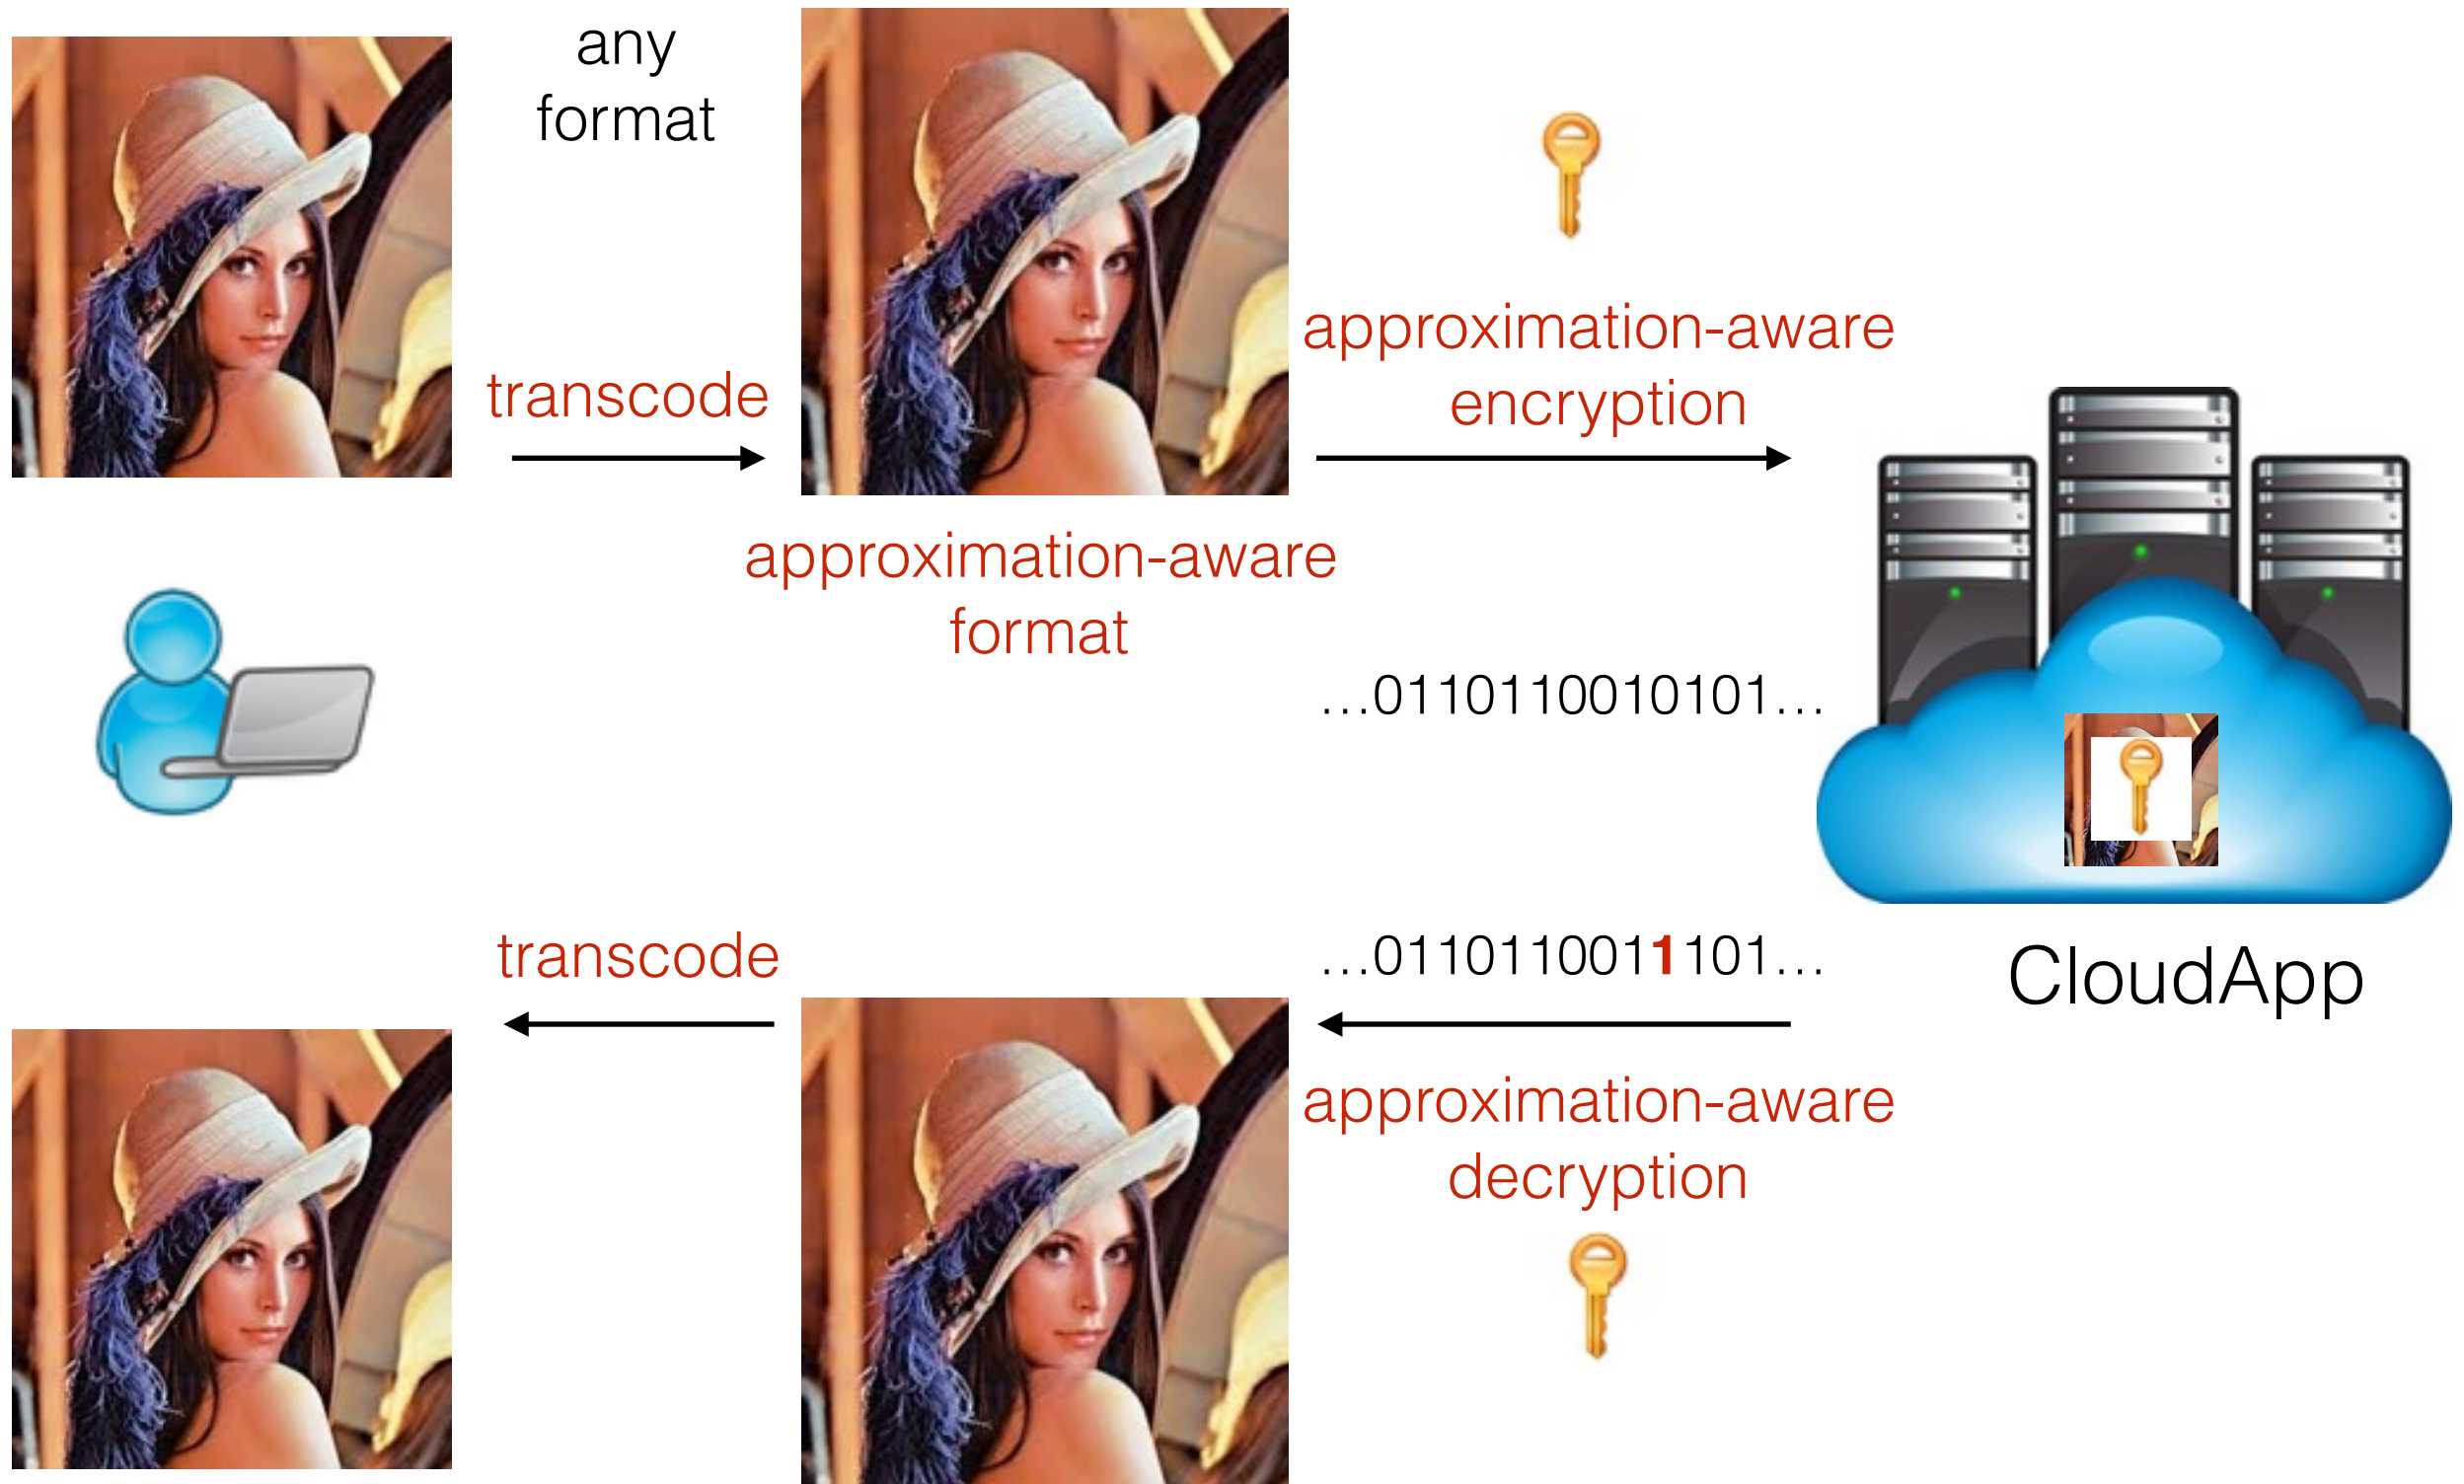 any
format
transcode
approximation-aware
format
approximation-aware
encryption
…0110110010101…
…0110110011101…
CloudApp
transcode
approximation-aware
decryption